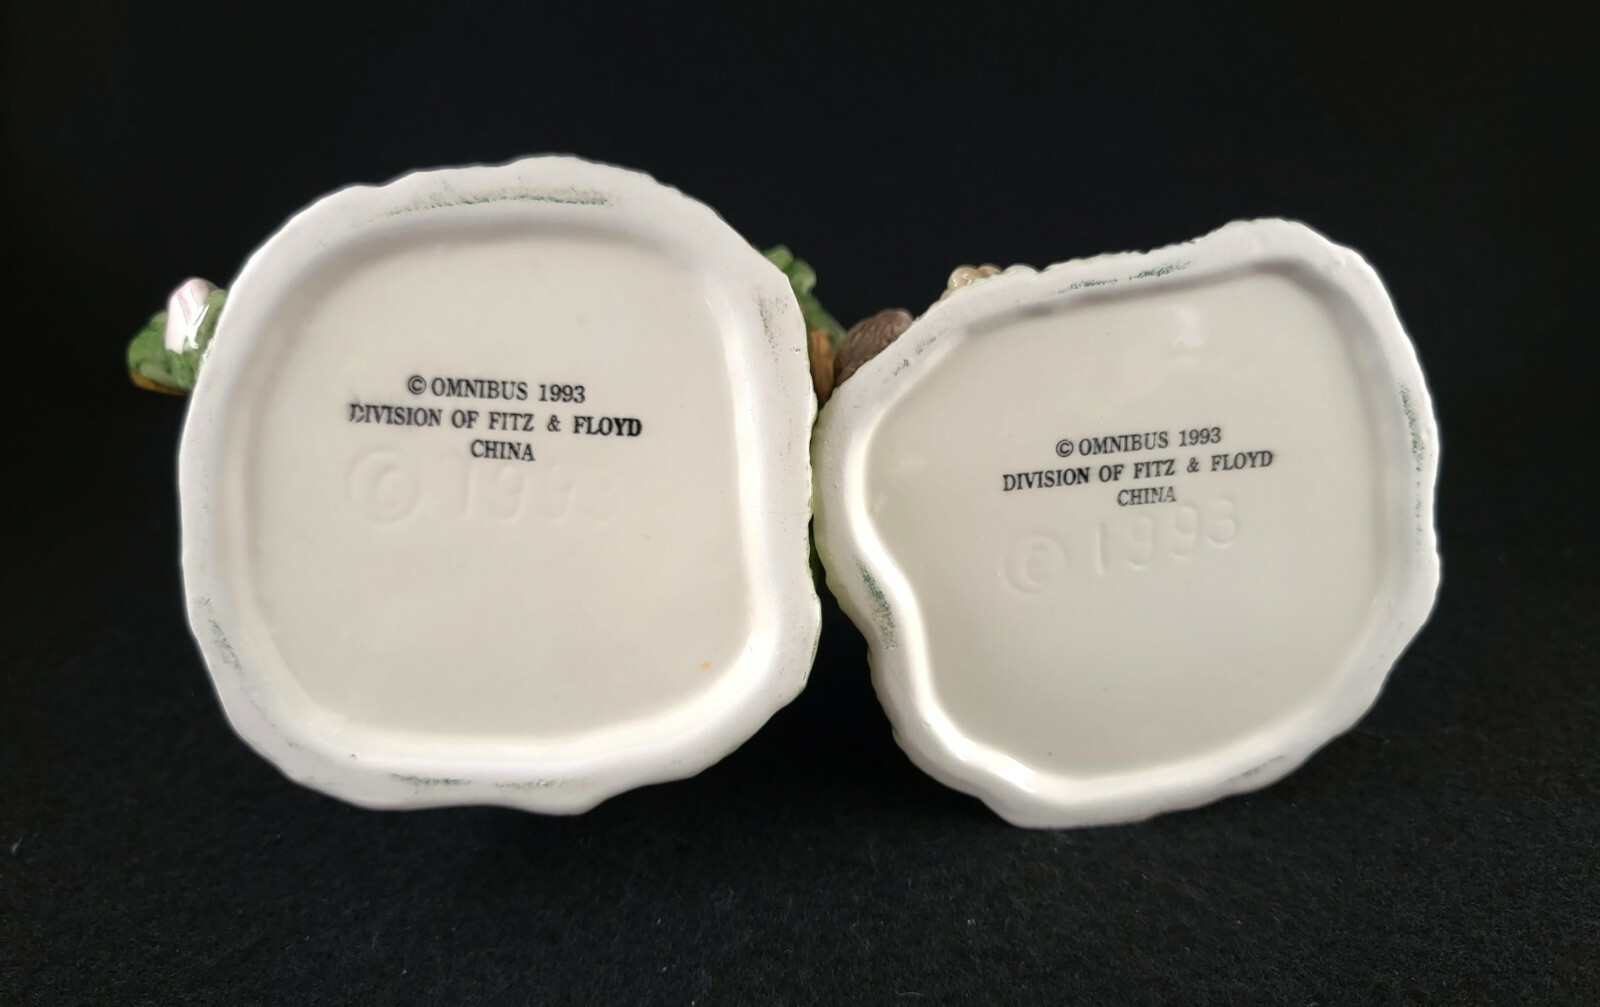 © OMNIBUS 1993
DIVISION OF FITZ & FLOYD
CHINA
© 1993
© OMNIBUS 1993
DIVISION OF FITZ & FLOYD
CHINA
© 1993